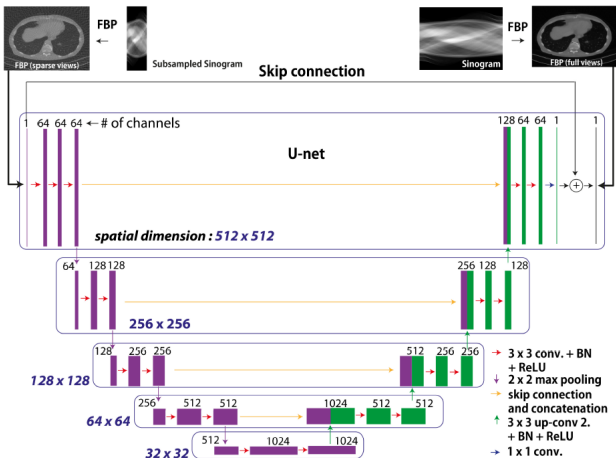 FBP
FBP
FBP (sparse views)
Subsampled Sinogram
Sinogram
FBP (full views)
Skip connection
1 64 64 64 ← # of channels
128 64 64 1 1
U-net
+
spatial dimension : 512 x 512
64 128 128
256 128 128
256 x 256
128 256 256
512 256 256
128 x 128
256 512 512
1024 512 512
64 x 64
512 1024 1024
32 x 32
3 x 3 conv. + BN
+ ReLU
2 x 2 max pooling
skip connection
and concatenation
3 x 3 up-conv 2.
+ BN + ReLU
1 x 1 conv.